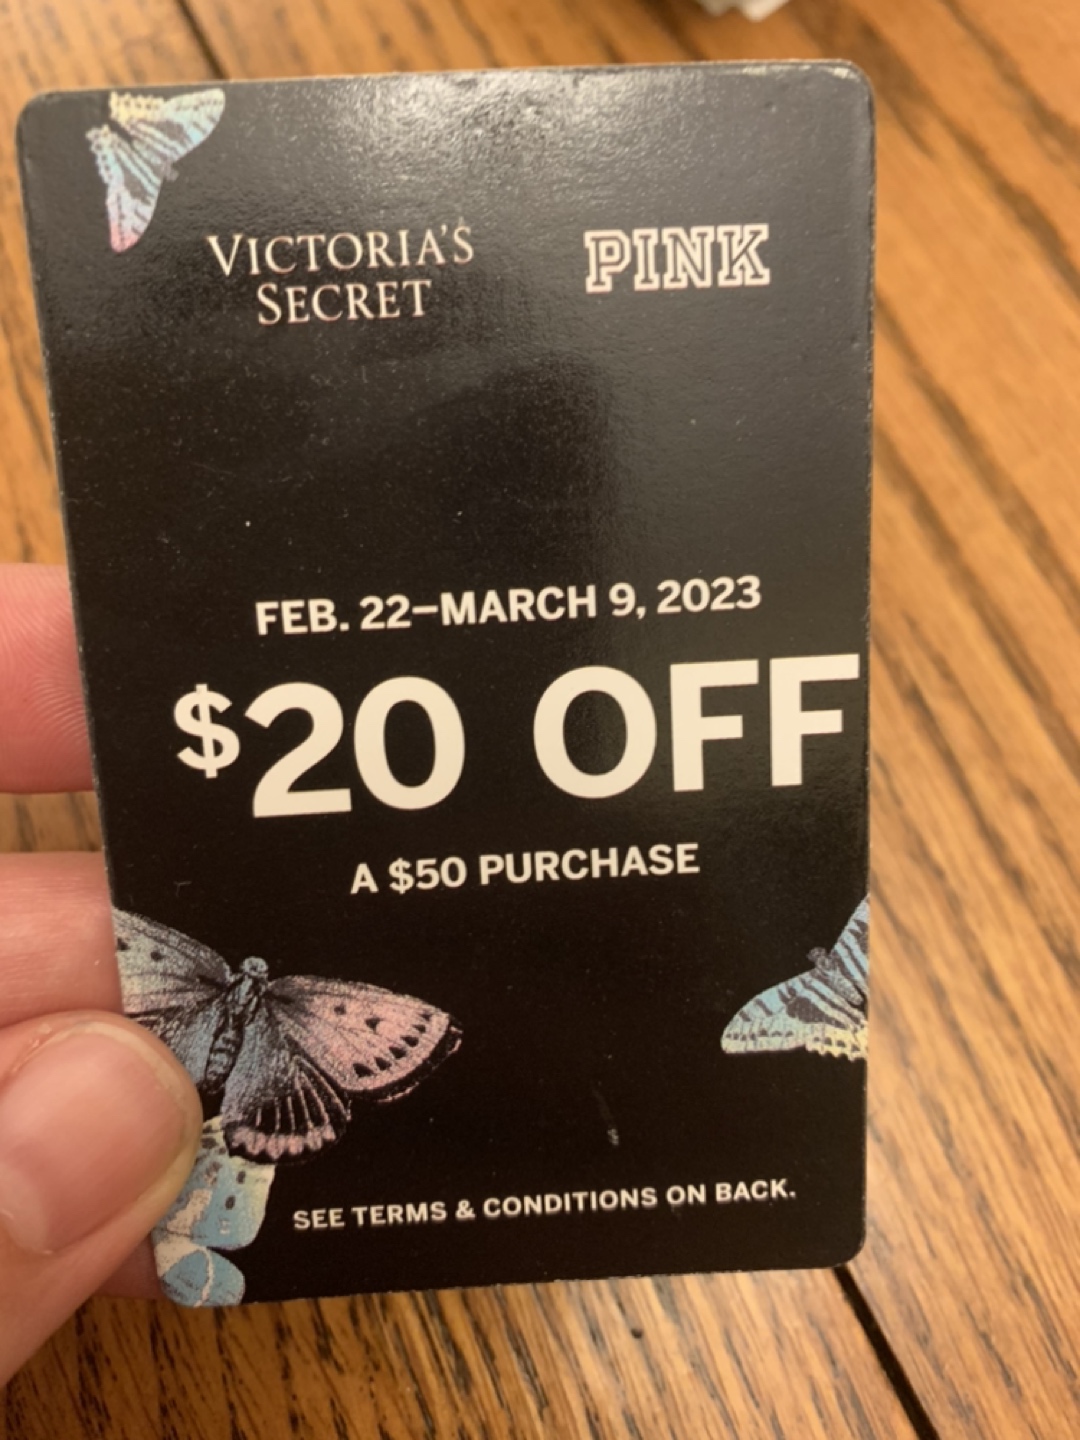 VICTORIA'S
SECRET
PINK
FEB. 22–MARCH 9, 2023
$20 OFF
A $50 PURCHASE
SEE TERMS & CONDITIONS ON BACK.